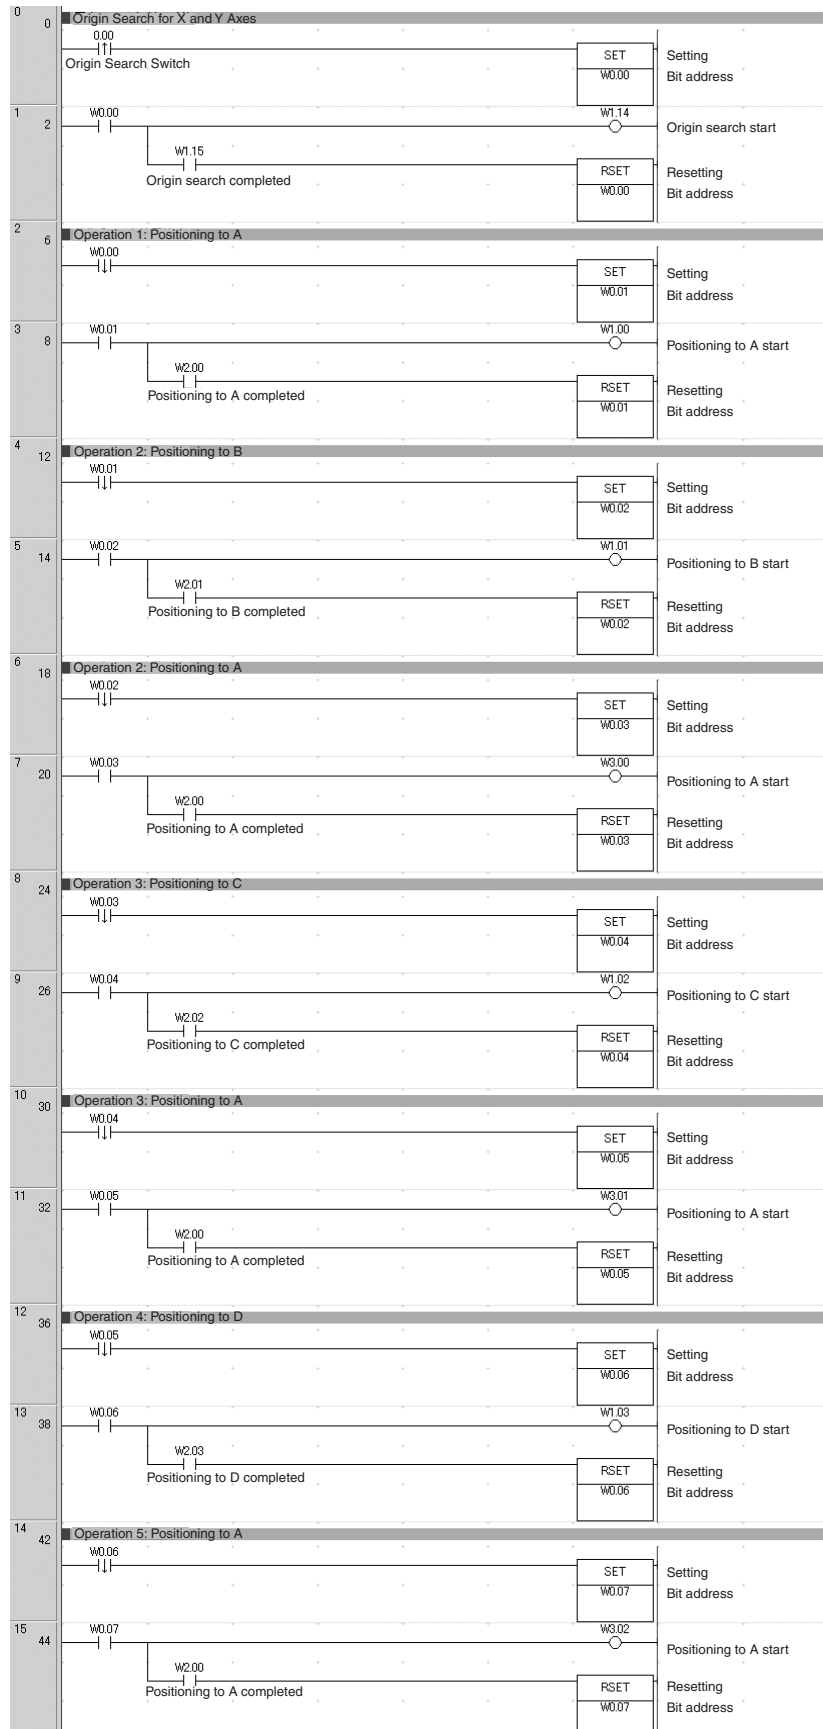 0
0
Origin Search for X and Y Axes
0.00
Origin Search Switch
SET
Setting
W0.00
Bit address
1
2
W0.00
W1.14
Origin search start
W1.15
Origin search completed
RSET
Resetting
W0.00
Bit address
2
6
Operation 1: Positioning to A
W0.00
SET
Setting
W0.01
Bit address
3
8
W0.01
W1.00
Positioning to A start
W2.00
Positioning to A completed
RSET
Resetting
W0.01
Bit address
4
12
Operation 2: Positioning to B
W0.01
SET
Setting
W0.02
Bit address
5
14
W0.02
W1.01
Positioning to B start
W2.01
Positioning to B completed
RSET
Resetting
W0.02
Bit address
6
18
Operation 2: Positioning to A
W0.02
SET
Setting
W0.03
Bit address
7
20
W0.03
W3.00
Positioning to A start
W2.00
Positioning to A completed
RSET
Resetting
W0.03
Bit address
8
24
Operation 3: Positioning to C
W0.03
SET
Setting
W0.04
Bit address
9
26
W0.04
W1.02
Positioning to C start
W2.02
Positioning to C completed
RSET
Resetting
W0.04
Bit address
10
30
Operation 3: Positioning to A
W0.04
SET
Setting
W0.05
Bit address
11
32
W0.05
W3.01
Positioning to A start
W2.00
Positioning to A completed
RSET
Resetting
W0.05
Bit address
12
36
Operation 4: Positioning to D
W0.05
SET
Setting
W0.06
Bit address
13
38
W0.06
W1.03
Positioning to D start
W2.03
Positioning to D completed
RSET
Resetting
W0.06
Bit address
14
42
Operation 5: Positioning to A
W0.06
SET
Setting
W0.07
Bit address
15
44
W0.07
W3.02
Positioning to A start
W2.00
Positioning to A completed
RSET
Resetting
W0.07
Bit address